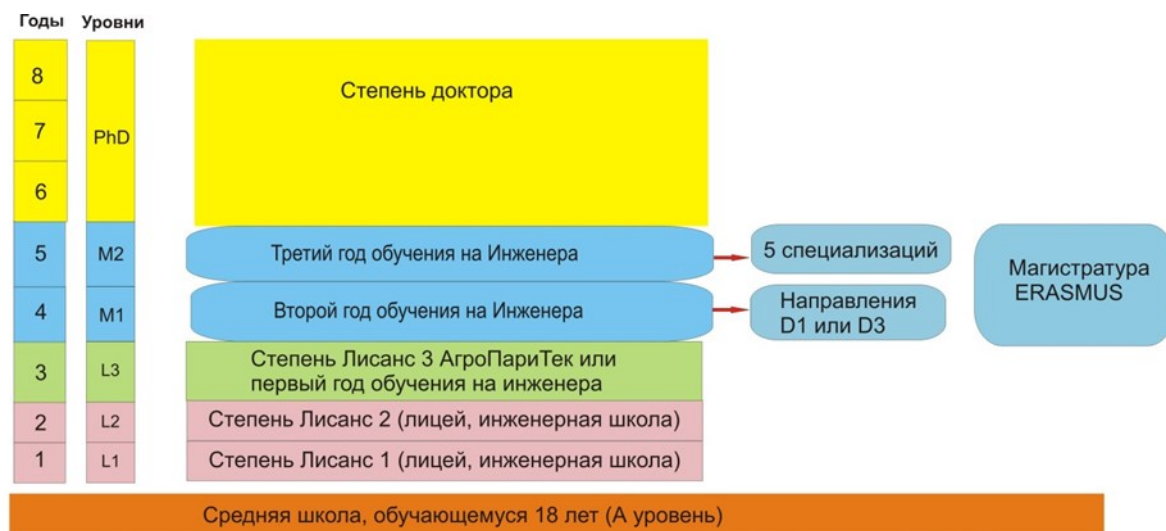 Годы Уровни
8
Степень доктора
7
PhD
6
5 M2 Третий год обучения на Инженера 5 специализаций
4 M1 Второй год обучения на Инженера Направления
D1 или D3
Магистратура
ERASMUS
3 L3 Степень Лисанс 3 АгроПариТек или
первый год обучения на инженера
2 L2 Степень Лисанс 2 (лицей, инженерная школа)
1 L1 Степень Лисанс 1 (лицей, инженерная школа)
Средняя школа, обучающемуся 18 лет (А уровень)